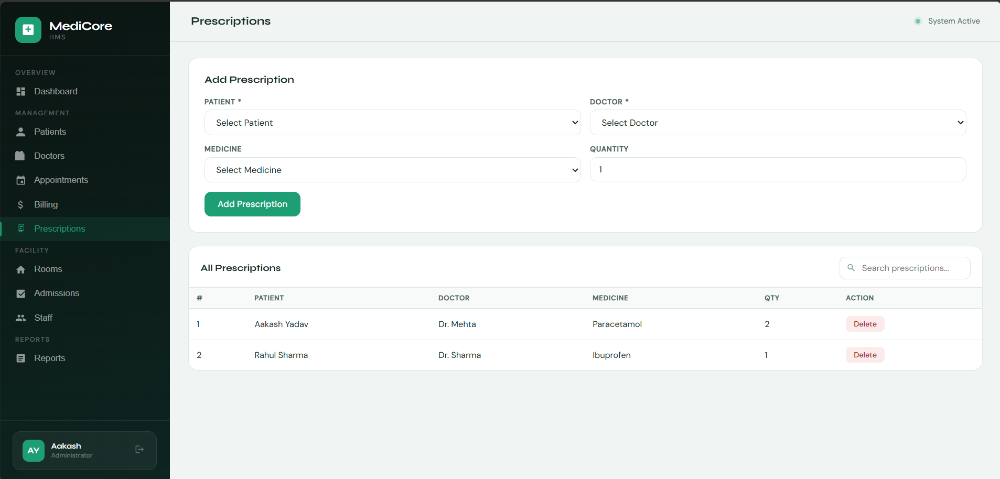 MediCore
HMS
OVERVIEW
Dashboard
MANAGEMENT
Patients
Doctors
Appointments
Billing
Prescriptions
FACILITY
Rooms
Admissions
Staff
REPORTS
Reports
AY
Aakash
Administrator
Prescriptions
System Active
Add Prescription
PATIENT * DOCTOR *
Select Patient Select Doctor
MEDICINE QUANTITY
Select Medicine 1
Add Prescription
All Prescriptions
Search prescriptions...
# PATIENT DOCTOR MEDICINE QTY ACTION
1 Aakash Yadav Dr. Mehta Paracetamol 2 Delete
2 Rahul Sharma Dr. Sharma Ibuprofen 1 Delete